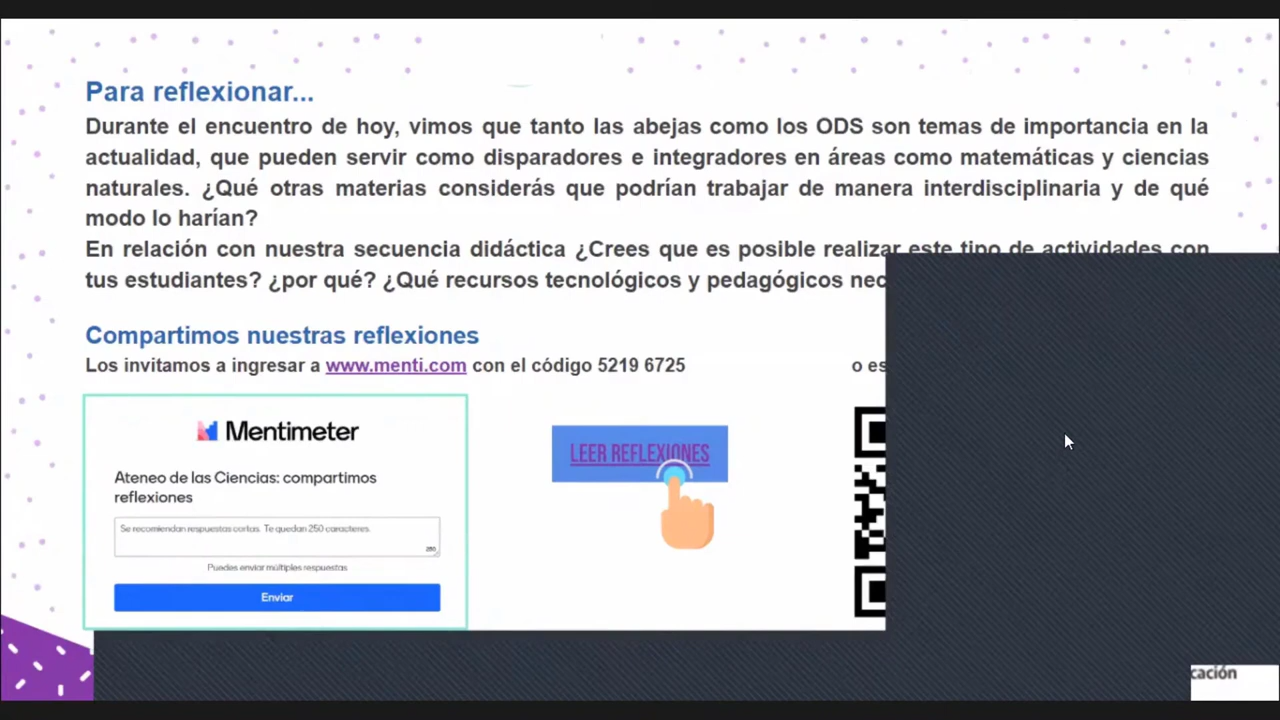 Para reflexionar...
Durante el encuentro de hoy, vimos que tanto las abejas como los ODS son temas de importancia en la
actualidad, que pueden servir como disparadores e integradores en áreas como matemáticas y ciencias
naturales. ¿Qué otras materias considerás que podrían trabajar de manera interdisciplinaria y de qué
modo lo harían?
En relación con nuestra secuencia didáctica ¿Crees que es posible realizar este tipo de actividades con
tus estudiantes? ¿por qué? ¿Qué recursos tecnológicos y pedagógicos
Compartimos nuestras reflexiones
Los invitamos a ingresar a www.menti.com con el código 5219 6725 o
Mentimeter
Ateneo de las Ciencias: compartimos
reflexiones
Se recomiendan respuestas cortas. Te quedan 250 caracteres.
250
Puedes enviar múltiples respuestas
Enviar
LEER REFLEXIONES